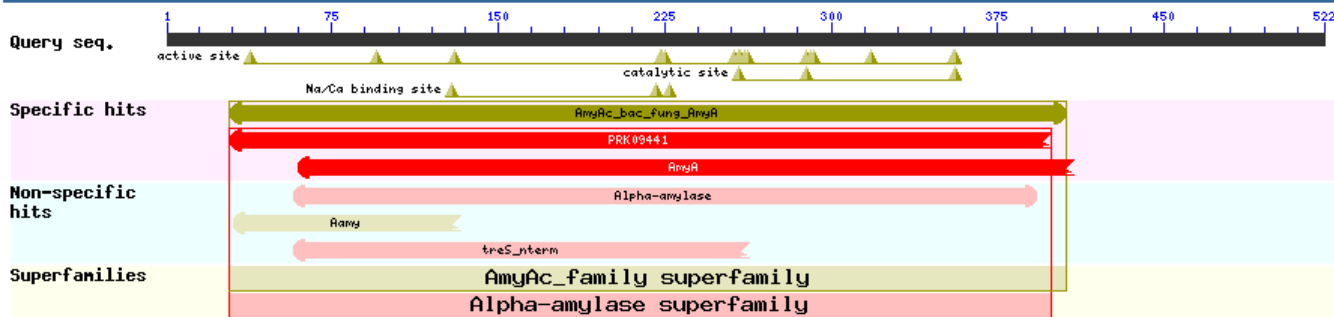 1 75 150 225 300 375 450 522
Query seq.
active site
catalytic site
Na/Ca binding site
Specific hits
AmyAc_bac_fung_AmyA
PRK09441
AmyA
Non-specific
hits
Alpha-amylase
Aamy
treS_nterm
Superfamilies
AmyAc_family superfamily
Alpha-amylase superfamily